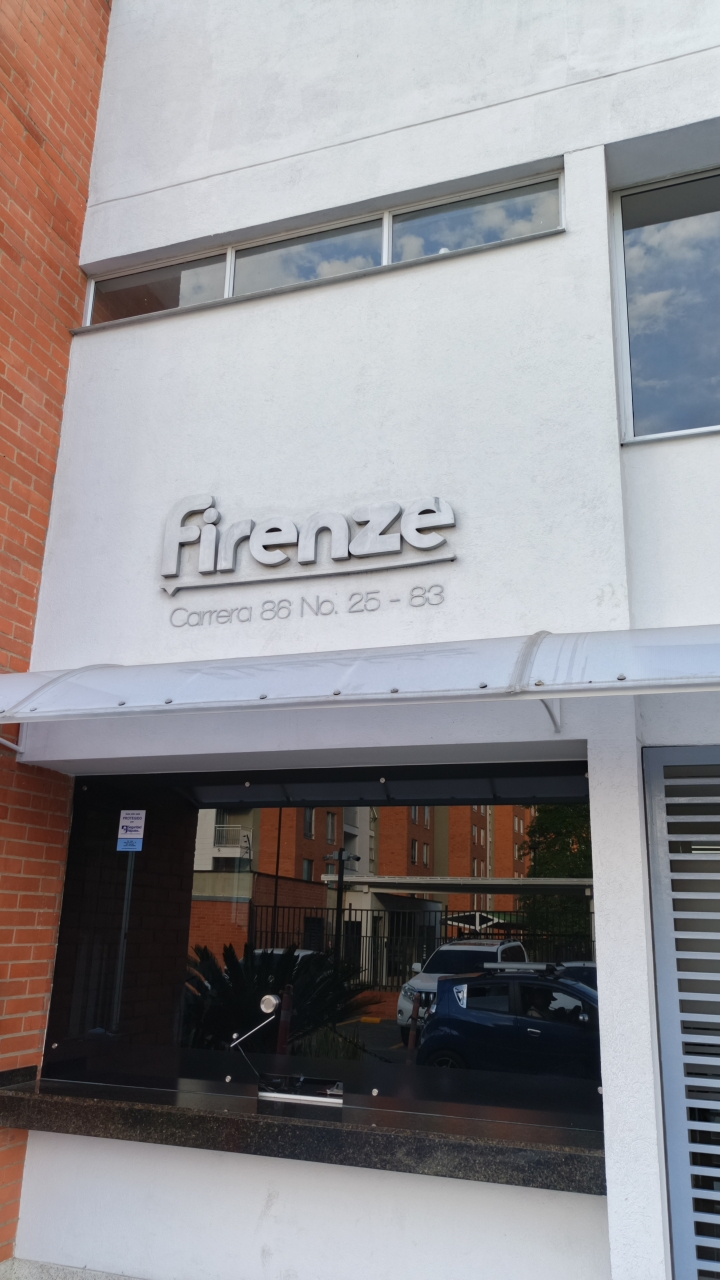 Firenze
Carrera 86 No. 25 - 83